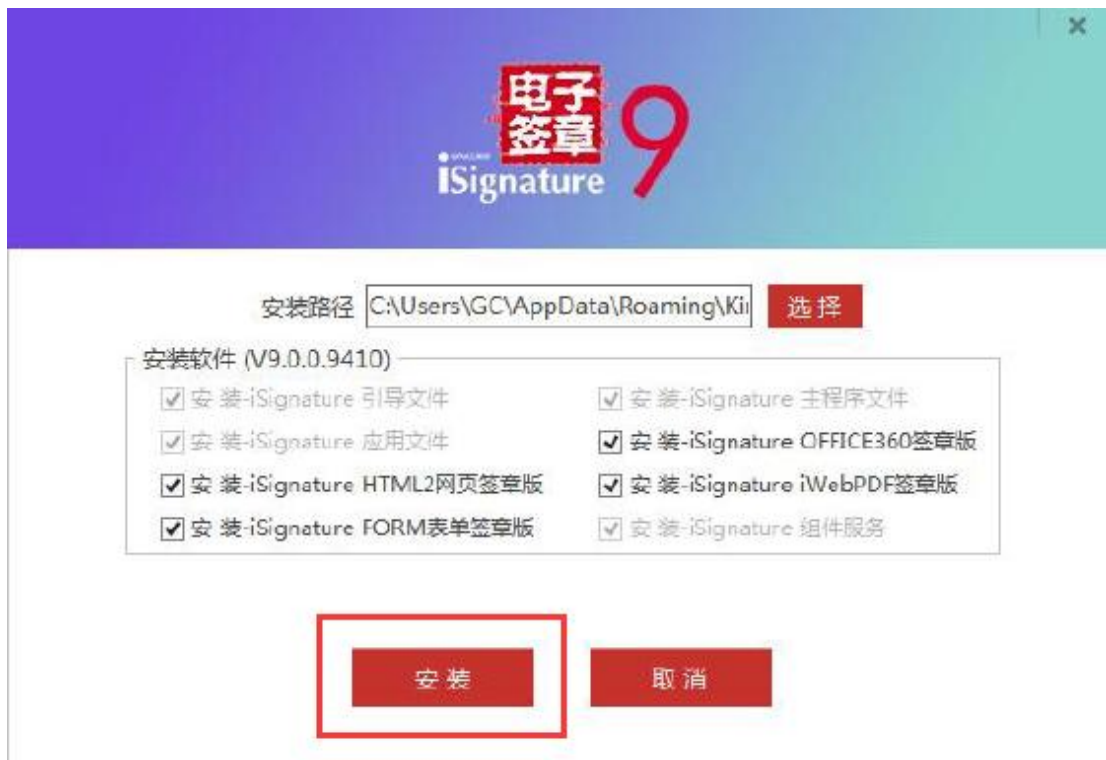 电子
签章
iSignature 9
安装路径 C:\Users\GC\AppData\Roaming\Ki 选择
安装软件 (V9.0.0.9410)
安 装-iSignature 引导文件 安 装-iSignature 主程序文件
安 装-iSignature 应用文件 安 装-iSignature OFFICE360签章版
安 装-iSignature HTML2网页签章版 安 装-iSignature iWebPDF签章版
安 装-iSignature FORM表单签章版 安 装-iSignature 组件服务
安装 取消